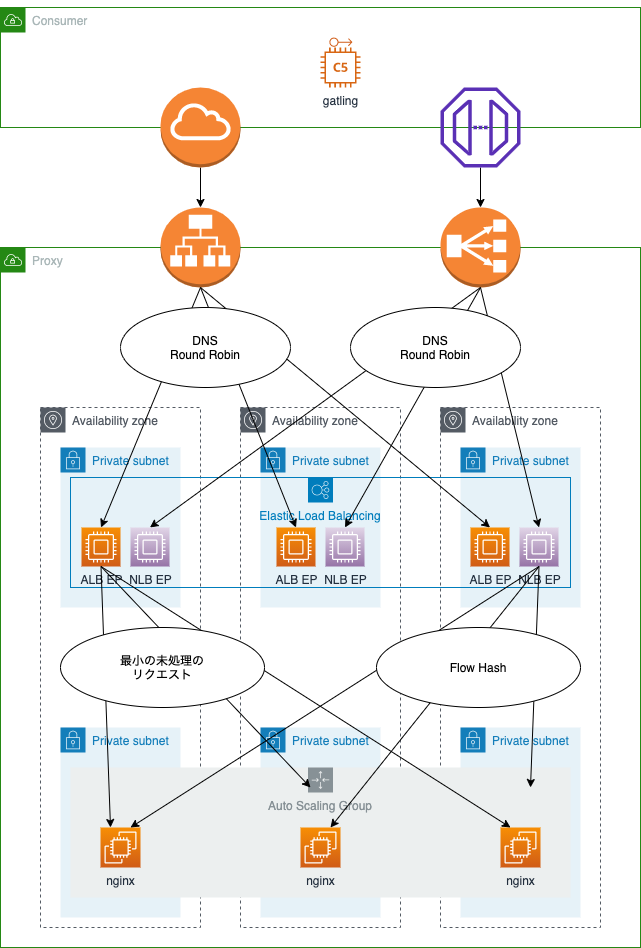 Consumer
C5
gatling
Proxy
DNS
Round Robin
DNS
Round Robin
Availability zone
Availability zone
Availability zone
Private subnet
Private subnet
Private subnet
Elastic Load Balancing
ALB EP
NLB EP
ALB EP
NLB EP
ALB EP
NLB EP
最小の未処理の
リクエスト
Flow Hash
Private subnet
Private subnet
Private subnet
Auto Scaling Group
nginx
nginx
nginx